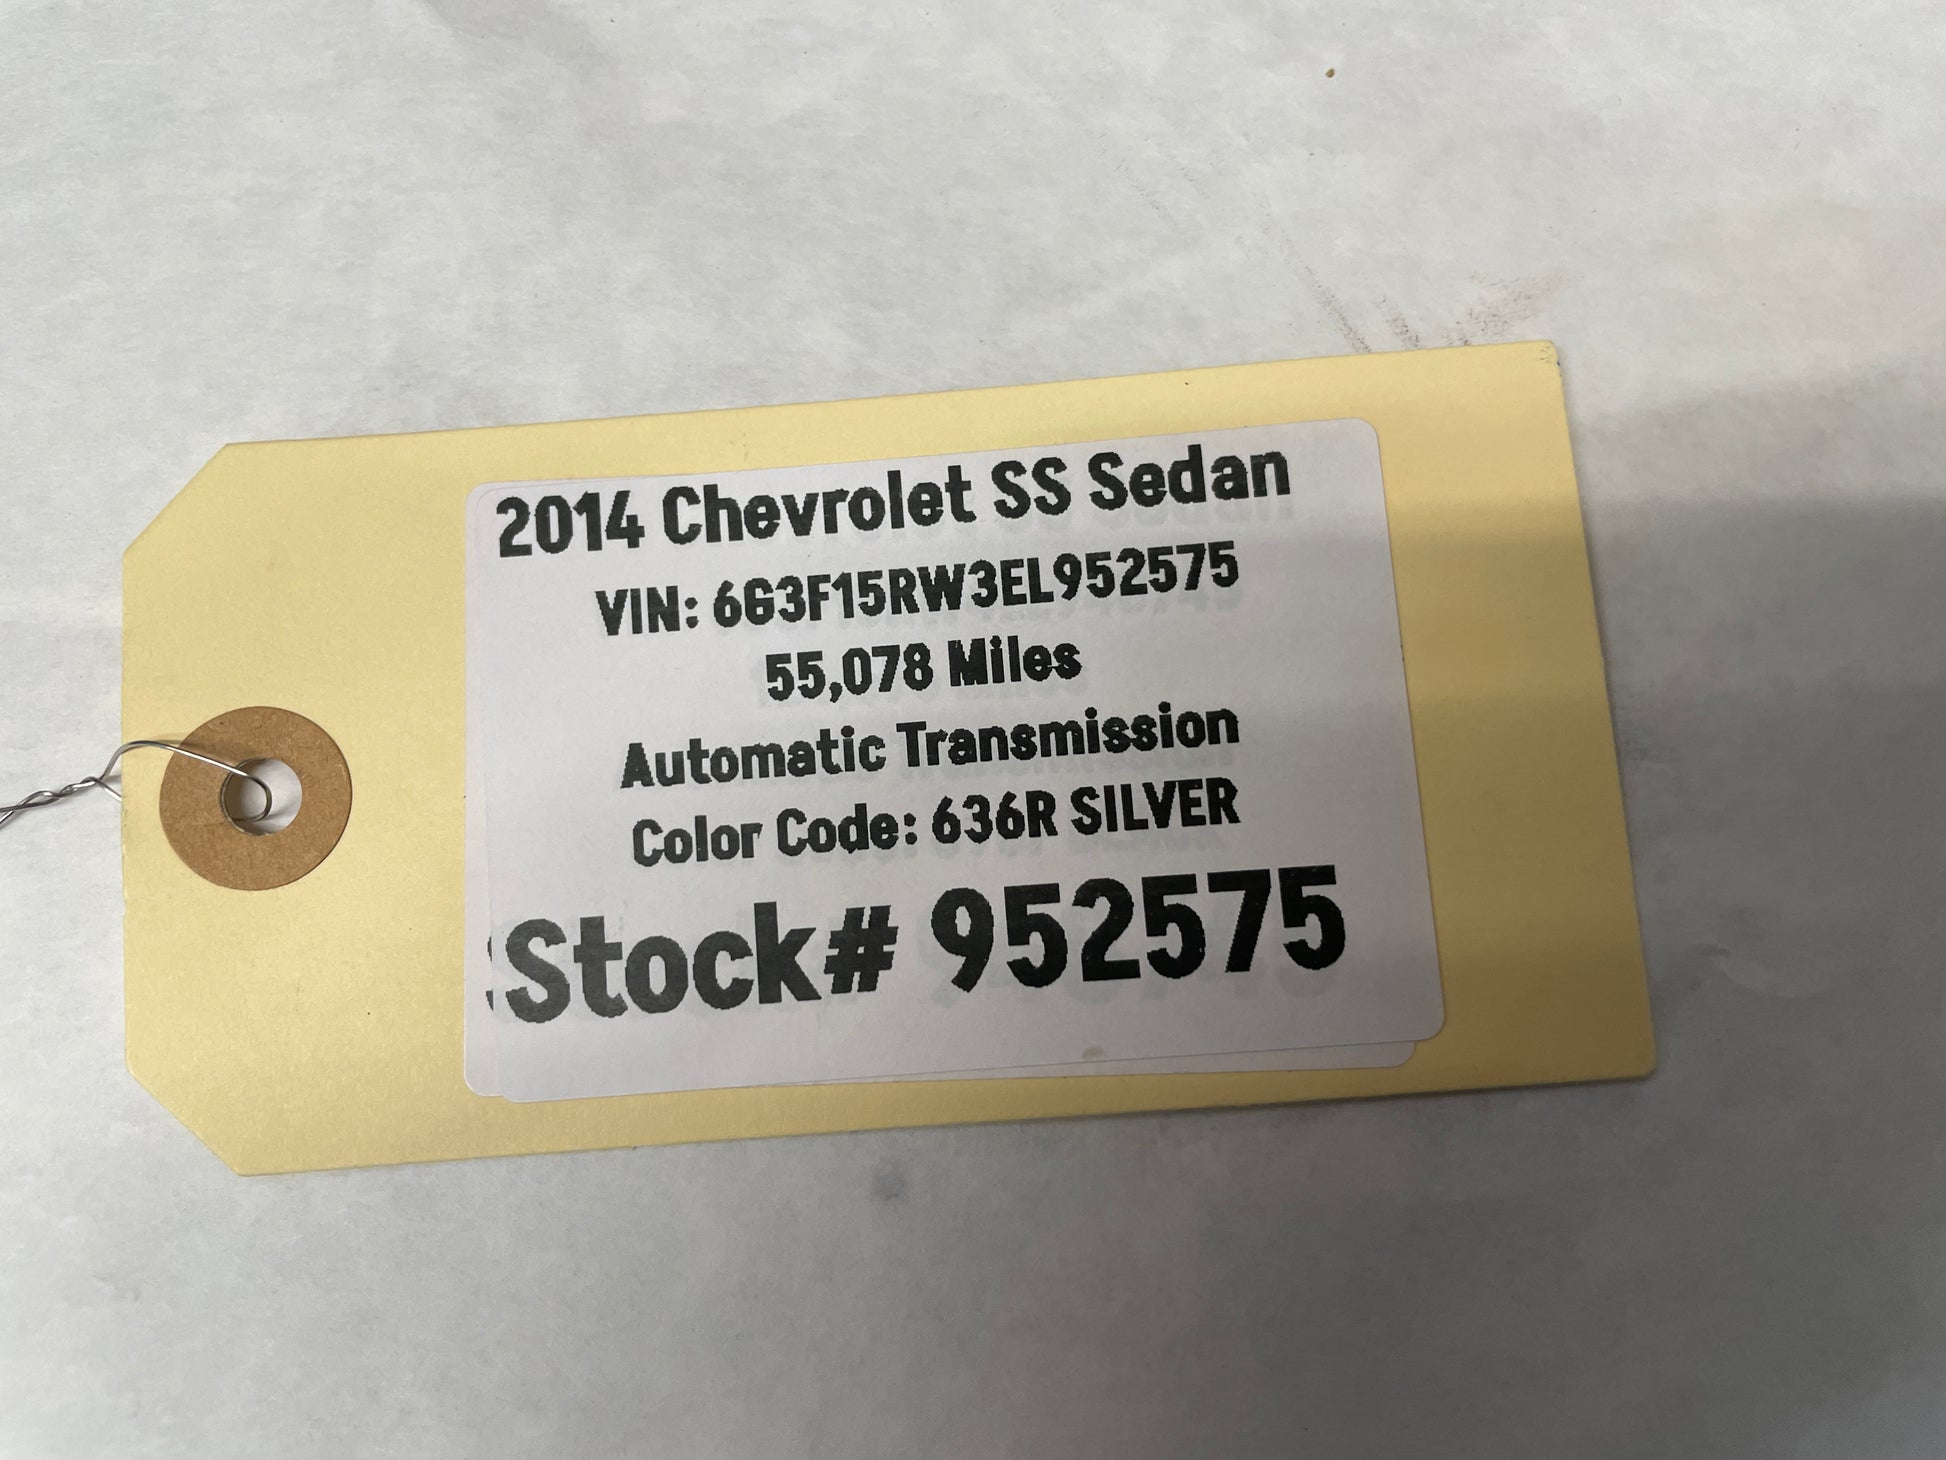 2014 Chevrolet SS Sedan
VIN: 6G3F15RW3EL952575
55,078 Miles
Automatic Transmission
Color Code: 636R SILVER
Stock# 952575